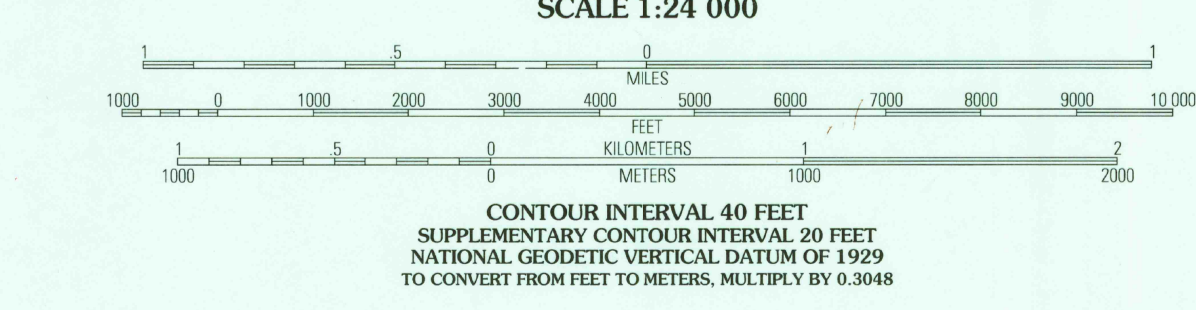 SCALE 1:24 000
1 .5 0 1
MILES
1000 0 1000 2000 3000 4000 5000 6000 7000 8000 9000 10 000
FEET
1 .5 0 KILOMETERS 1 2
1000 0 METERS 1000 2000
CONTOUR INTERVAL 40 FEET
SUPPLEMENTARY CONTOUR INTERVAL 20 FEET
NATIONAL GEODETIC VERTICAL DATUM OF 1929
TO CONVERT FROM FEET TO METERS, MULTIPLY BY 0.3048